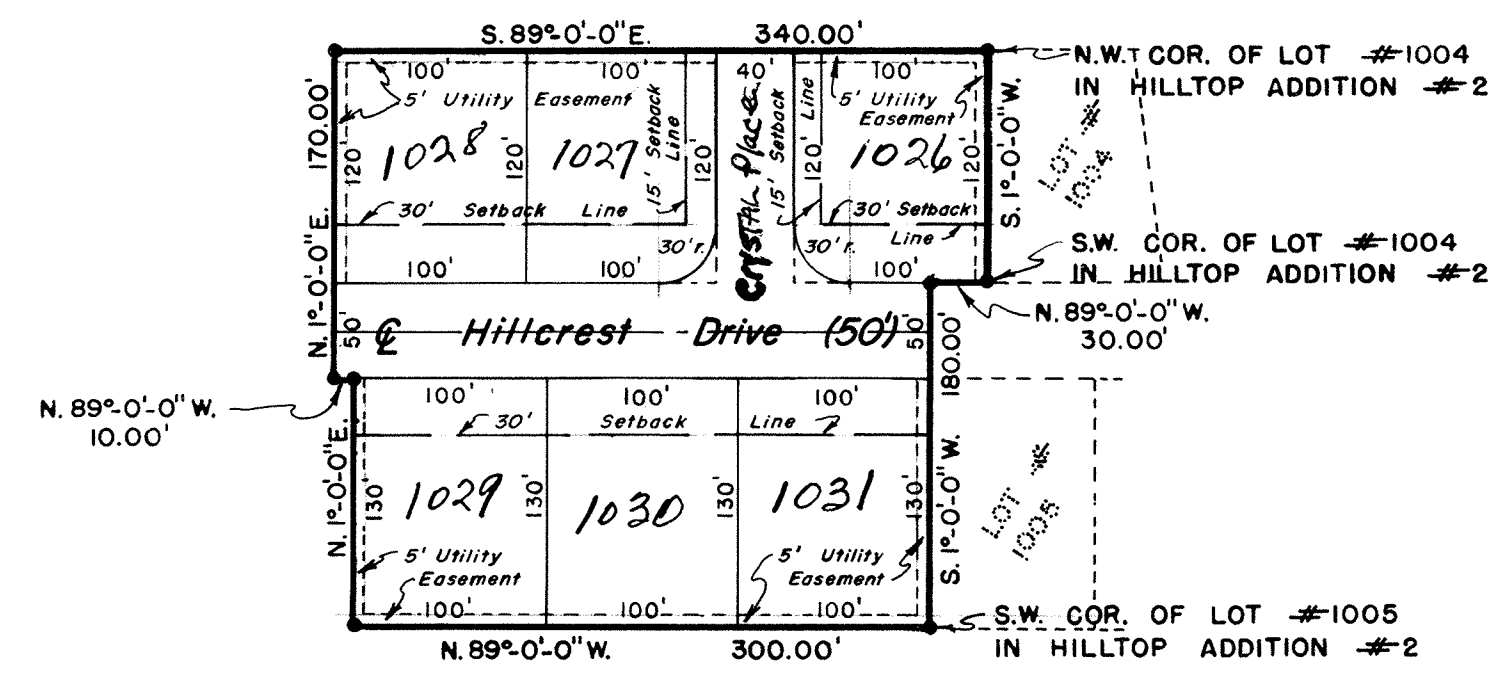 S. 89°-0'-0" E. 340.00'
N.W. COR. OF LOT #1004
IN HILLTOP ADDITION #2
100' 100' 40' 100'
5' Utility Easement
5' Utility
Easement
170.00'
N. 1°-0'-0" E.
120'
1028
120'
1027
15' Setback
Line
120'
Crystal Place
15' Setback
Line
120'
1026
120'
S. 1°-0'-0" W.
LOT #
1004
30' Setback Line
30' Setback
Line
30' r.
30' r.
100' 100' 100'
S.W. COR. OF LOT #1004
IN HILLTOP ADDITION #2
N. 89°-0'-0" W.
30.00'
50'
℄ Hillcrest Drive (50')
50'
180.00'
S. 1°-0'-0" W.
N. 89°-0'-0" W.
10.00'
100' 100' 100'
30' Setback Line
N. 1°-0'-0" E.
130'
1029
130'
1030
130'
1031
130'
LOT #
1005
5' Utility
Easement
5' Utility
Easement
100' 100' 100'
S.W. COR. OF LOT #1005
IN HILLTOP ADDITION #2
N. 89°-0'-0" W. 300.00'